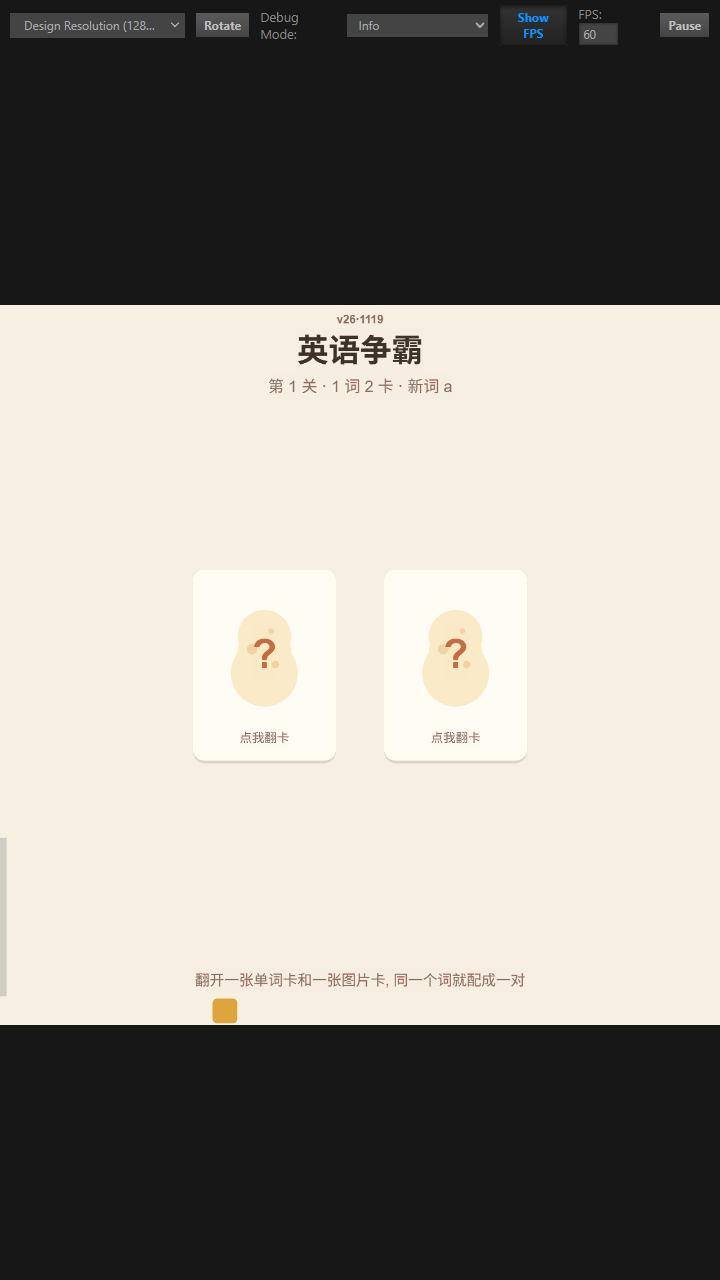 Design Resolution (128...
Rotate
Debug Mode:
Info
Show FPS
FPS:
60
Pause
v26·1119
英语争霸
第 1 关 · 1 词 2 卡 · 新词 a
?
?
点我翻卡
点我翻卡
翻开一张单词卡和一张图片卡, 同一个词就配成一对